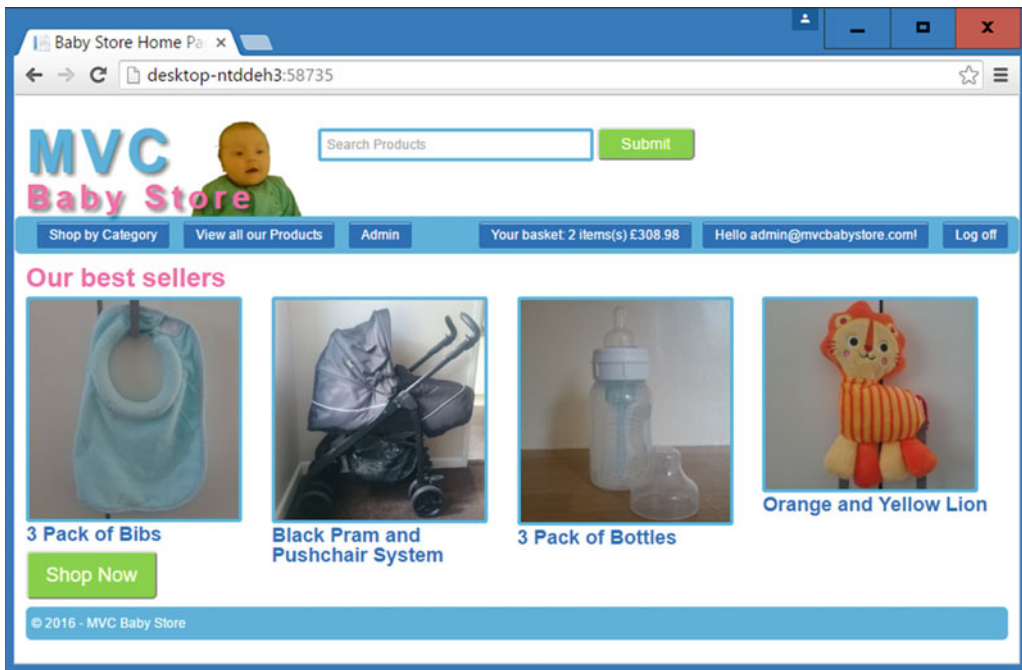 Baby Store Home Pa
desktop-ntddeh3:58735
MVC
Baby Store
Search Products
Submit
Shop by Category
View all our Products
Admin
Your basket: 2 items(s) £308.98
Hello admin@mvcbabystore.com!
Log off
Our best sellers
3 Pack of Bibs
Black Pram and
Pushchair System
3 Pack of Bottles
Orange and Yellow Lion
Shop Now
© 2016 - MVC Baby Store